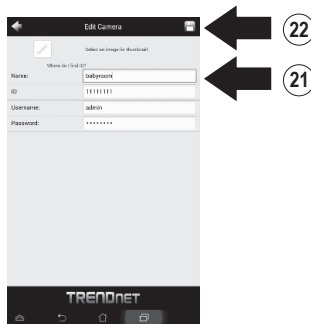 Edit Camera
22
Select an image for thumbnail
Where do I find ID?
21
Name: babyroom
ID 11111111
Username: admin
Password: ••••••••
TRENDnet